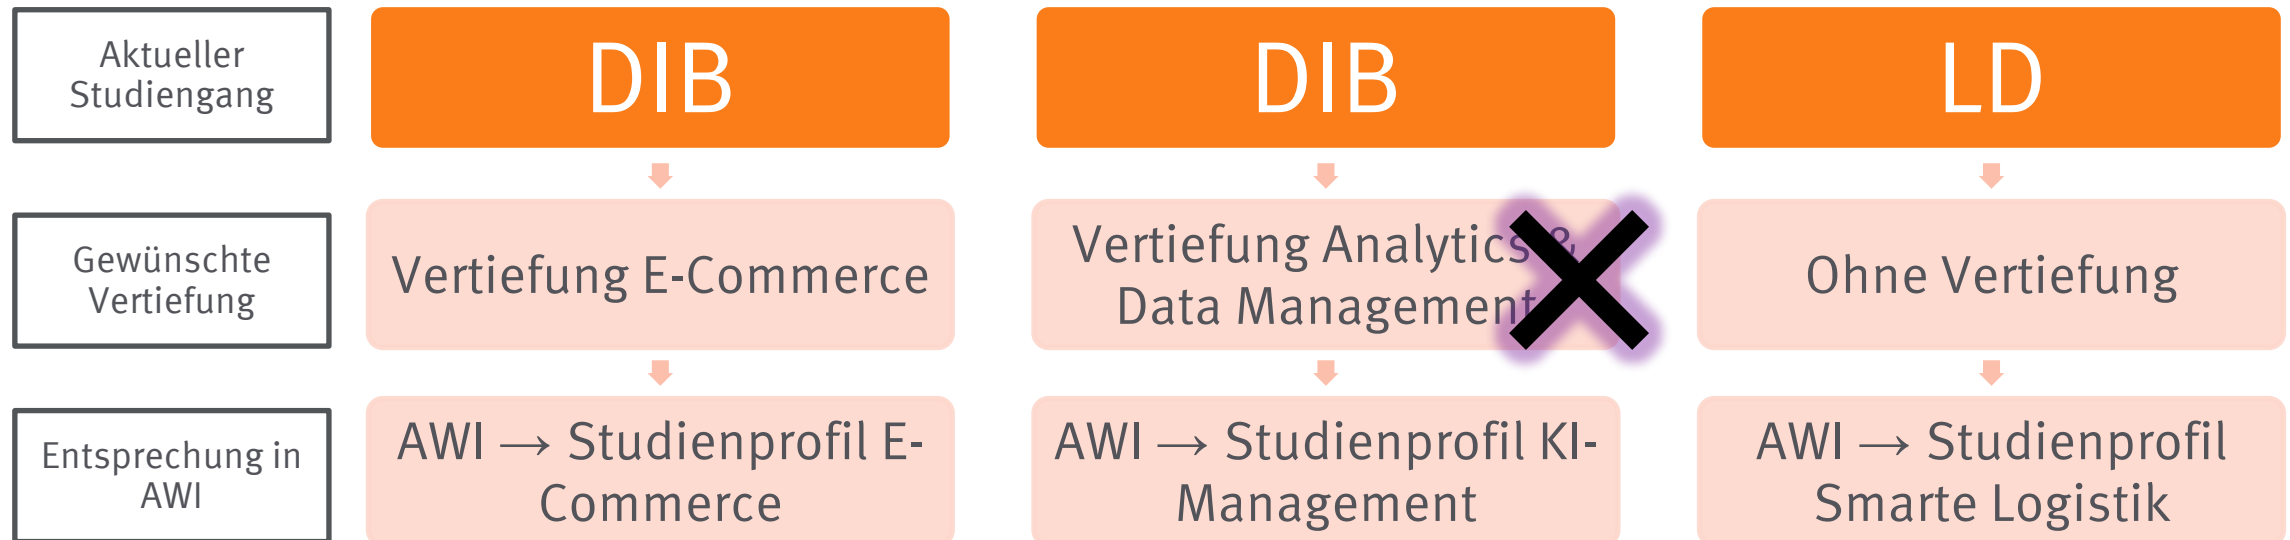 Aktueller
Studiengang
DIB
DIB
LD
Gewünschte
Vertiefung
Vertiefung E-Commerce
Vertiefung Analytics &
Data Management
Ohne Vertiefung
Entsprechung in
AWI
AWI → Studienprofil E-
Commerce
AWI → Studienprofil KI-
Management
AWI → Studienprofil
Smarte Logistik